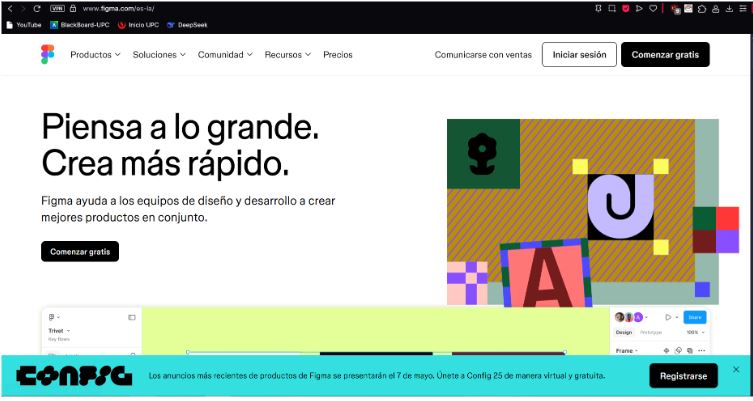 VPN www.figma.com/es-la/
YouTube BlackBoard-UPC Inicio UPC DeepSeek
Productos Soluciones Comunidad Recursos Precios Comunicarse con ventas Iniciar sesión Comenzar gratis
Piensa a lo grande.
Crea más rápido.
Figma ayuda a los equipos de diseño y desarrollo a crear
mejores productos en conjunto.
Comenzar gratis
A
Trivet
Key flows
A Share
Design Prototype 100%
Frame
CONFIG
Los anuncios más recientes de productos de Figma se presentarán el 7 de mayo. Únete a Config 25 de manera virtual y gratuita.
Registrarse